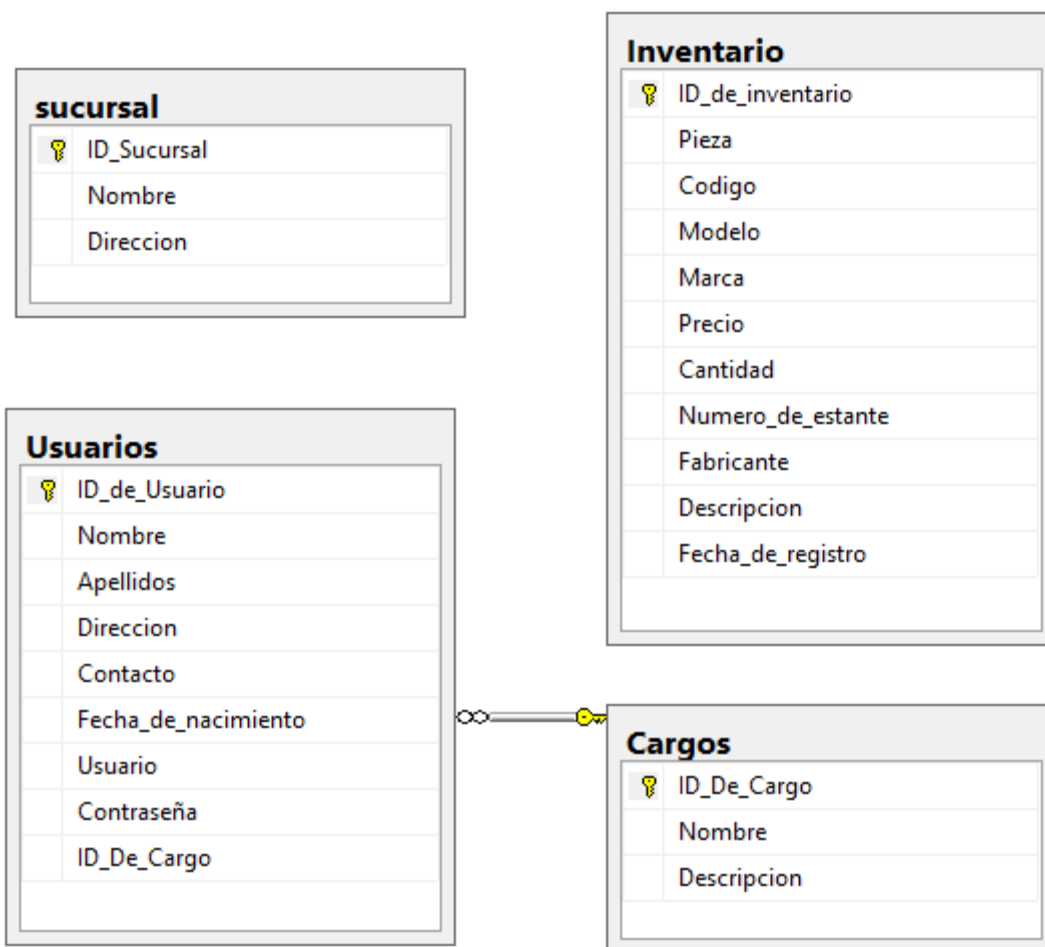 sucursal
ID_Sucursal
Nombre
Direccion
Inventario
ID_de_inventario
Pieza
Codigo
Modelo
Marca
Precio
Cantidad
Numero_de_estante
Fabricante
Descripcion
Fecha_de_registro
Usuarios
ID_de_Usuario
Nombre
Apellidos
Direccion
Contacto
Fecha_de_nacimiento
Usuario
Contraseña
ID_De_Cargo
Cargos
ID_De_Cargo
Nombre
Descripcion